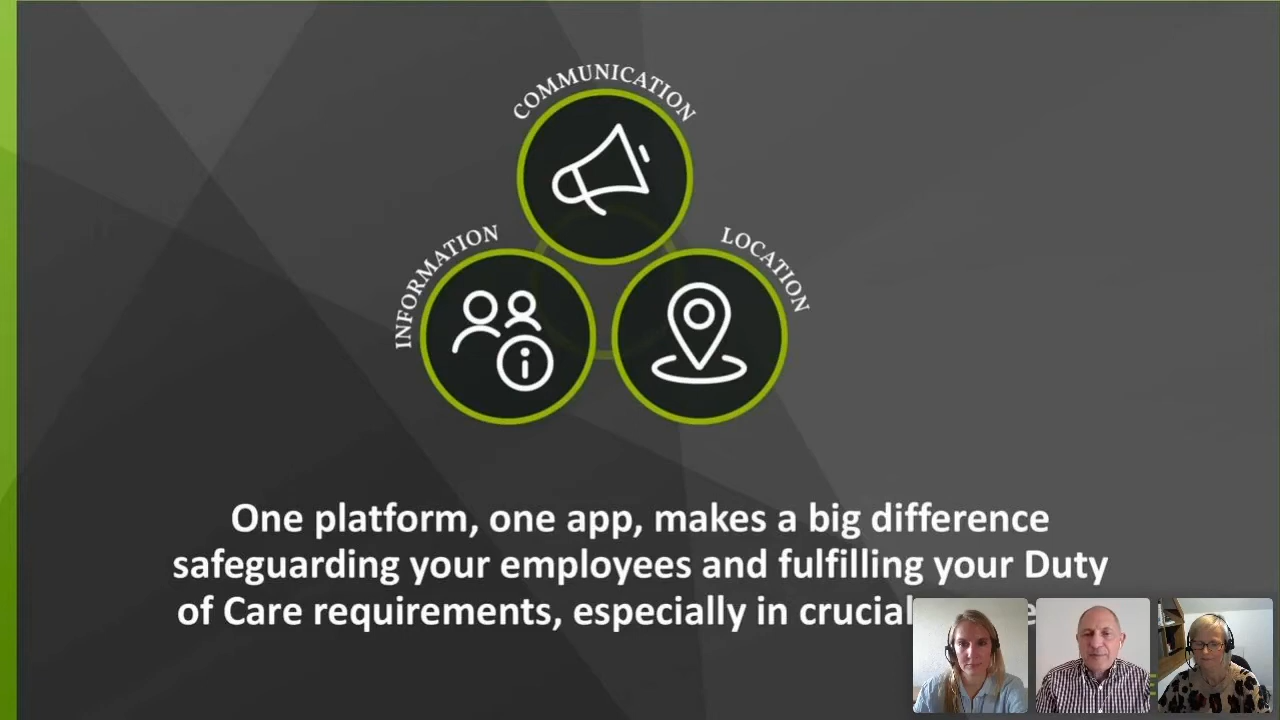 COMMUNICATION
INFORMATION
LOCATION
i
One platform, one app, makes a big difference
safeguarding your employees and fulfilling your Duty
of Care requirements, especially in crucial